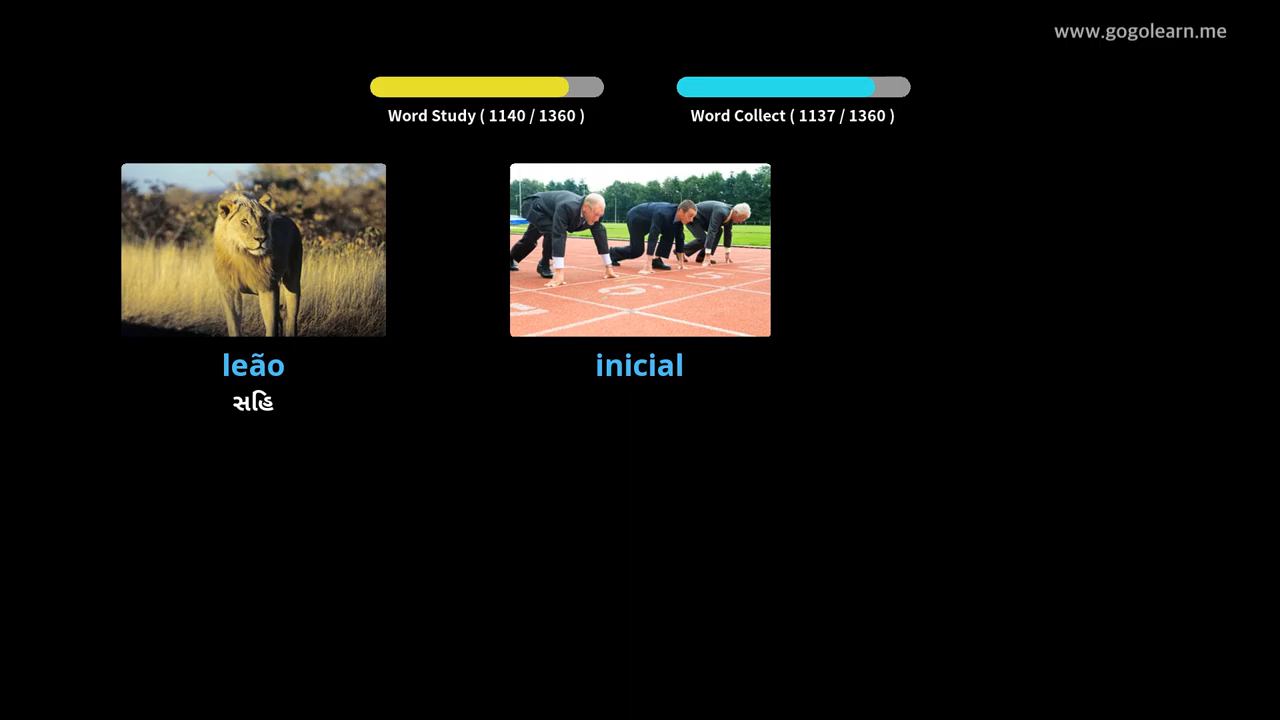 www.gogolearn.me
Word Study ( 1140 / 1360 )
Word Collect ( 1137 / 1360 )
leão
inicial
સહિ